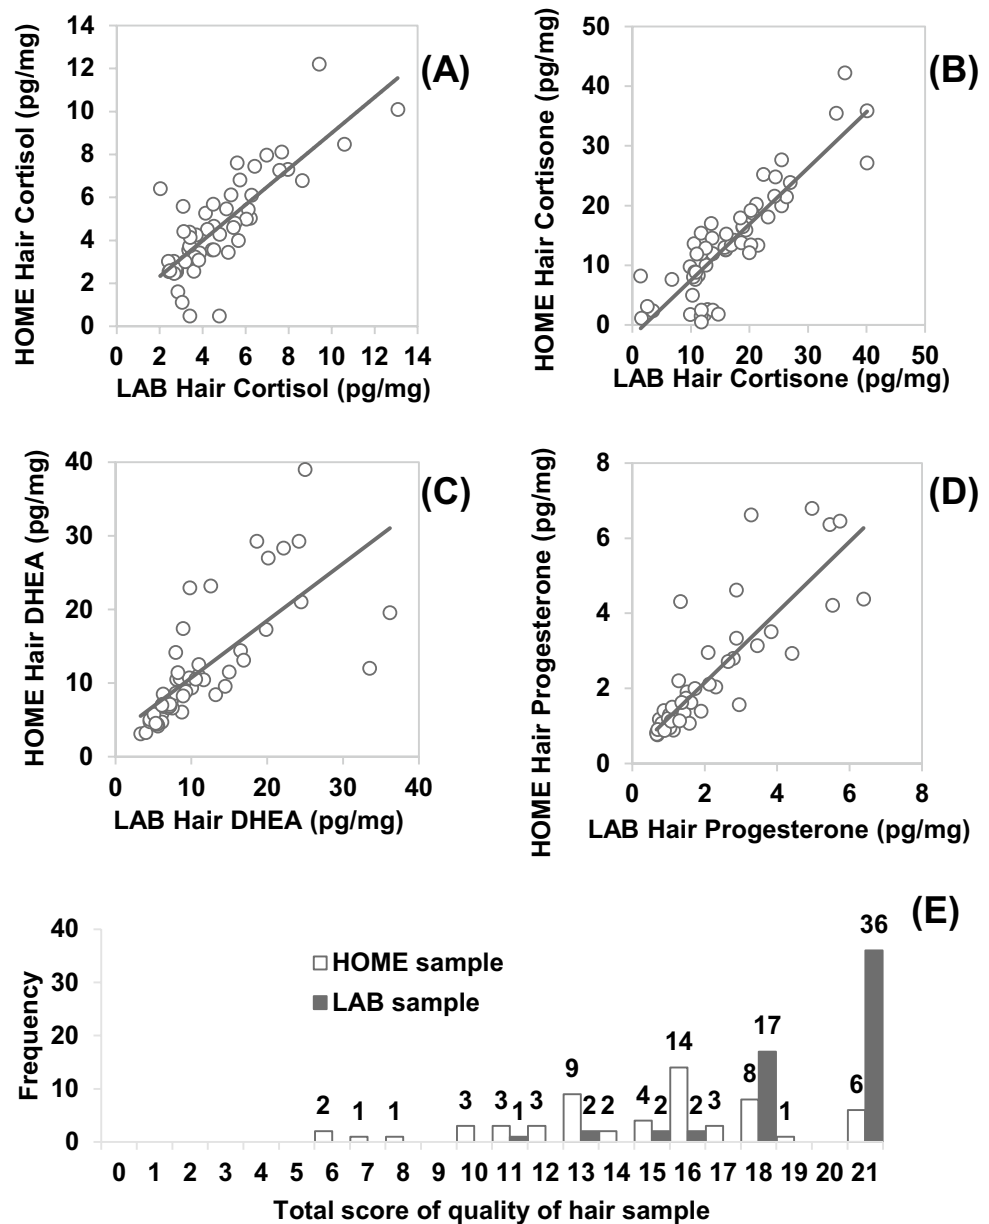 (A)
HOME Hair Cortisol (pg/mg)
14
12
10
8
6
4
2
0
0 2 4 6 8 10 12 14
LAB Hair Cortisol (pg/mg)
(B)
HOME Hair Cortisone (pg/mg)
50
40
30
20
10
0
0 10 20 30 40 50
LAB Hair Cortisone (pg/mg)
(C)
HOME Hair DHEA (pg/mg)
40
30
20
10
0
0 10 20 30 40
LAB Hair DHEA (pg/mg)
(D)
HOME Hair Progesterone (pg/mg)
8
6
4
2
0
0 2 4 6 8
LAB Hair Progesterone (pg/mg)
(E)
Frequency
40
30
20
10
0
HOME sample
LAB sample
2 1 1 3 3 1 3 9 2 2 4 2 14 2 3 8 17 1 6 36
0 1 2 3 4 5 6 7 8 9 10 11 12 13 14 15 16 17 18 19 20 21
Total score of quality of hair sample